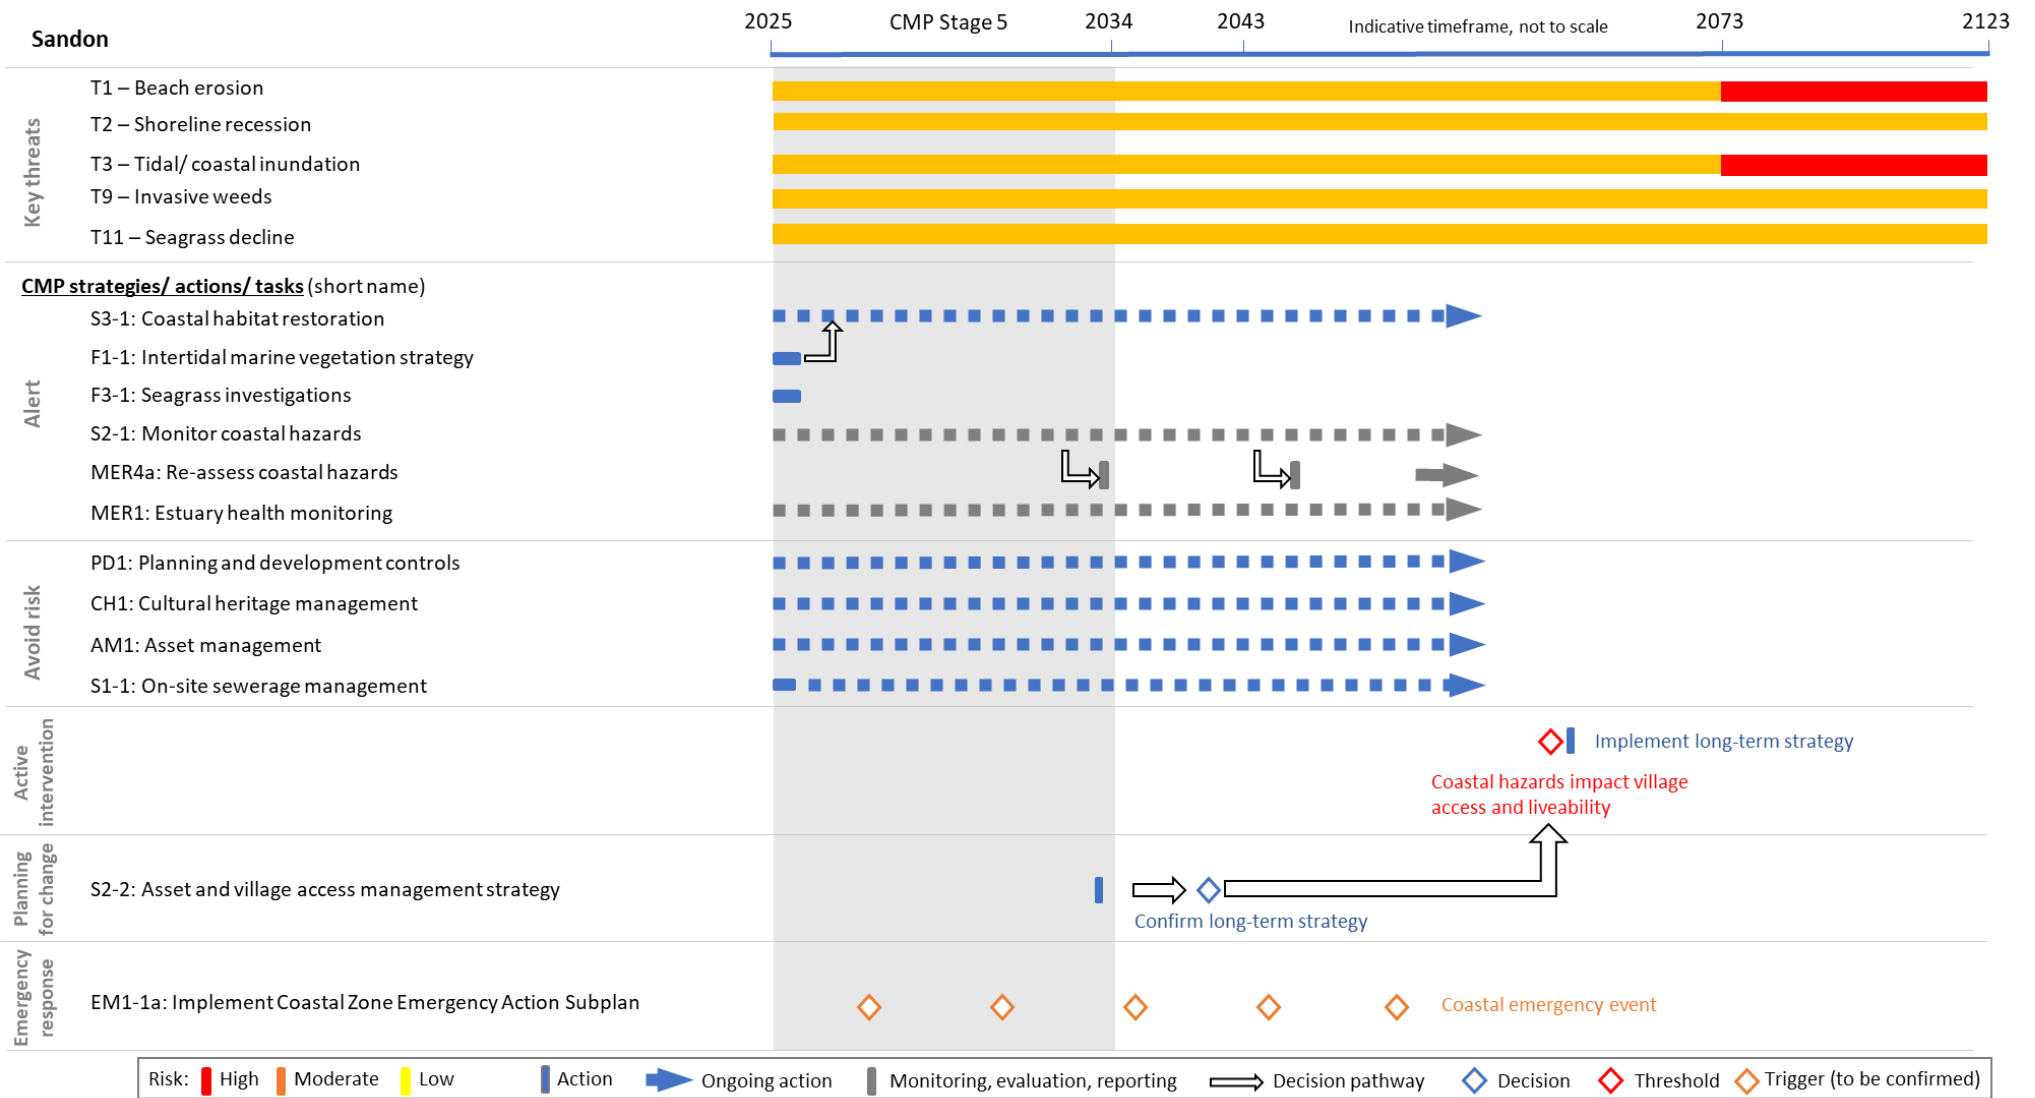 2025 CMP Stage 5 2034 2043 Indicative timeframe, not to scale 2073 2123
Sandon
Key threats
T1 – Beach erosion
T2 – Shoreline recession
T3 – Tidal/ coastal inundation
T9 – Invasive weeds
T11 – Seagrass decline
CMP strategies/ actions/ tasks (short name)
Alert
S3-1: Coastal habitat restoration
F1-1: Intertidal marine vegetation strategy
F3-1: Seagrass investigations
S2-1: Monitor coastal hazards
MER4a: Re-assess coastal hazards
MER1: Estuary health monitoring
Avoid risk
PD1: Planning and development controls
CH1: Cultural heritage management
AM1: Asset management
S1-1: On-site sewerage management
Active
intervention
Implement long-term strategy
Coastal hazards impact village
access and liveability
Planning
for change
S2-2: Asset and village access management strategy
Confirm long-term strategy
Emergency
response
EM1-1a: Implement Coastal Zone Emergency Action Subplan
Coastal emergency event
Risk: High Moderate Low Action Ongoing action Monitoring, evaluation, reporting Decision pathway Decision Threshold Trigger (to be confirmed)